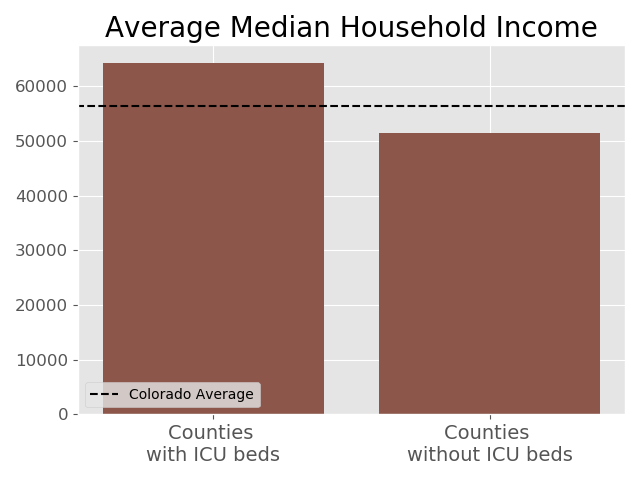 Average Median Household Income
60000
50000
40000
30000
20000
10000
0
Colorado Average
Counties
with ICU beds
Counties
without ICU beds